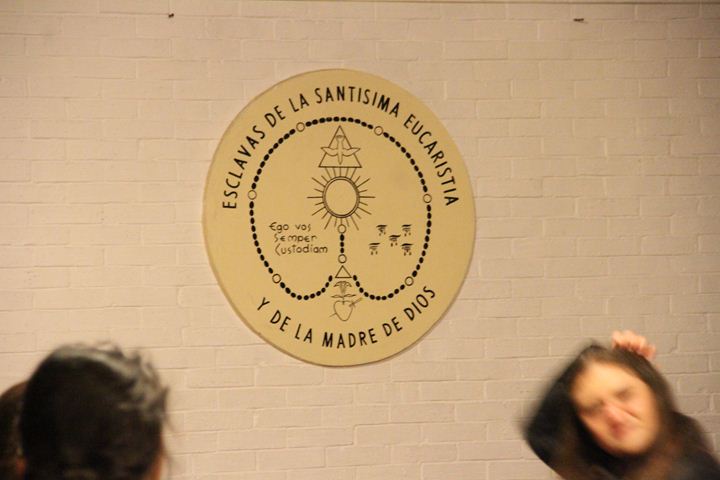 ESCLAVAS DE LA SANTISIMA EUCARISTIA
Ego vos
Semper
Custodiam
Y DE LA MADRE DE DIOS